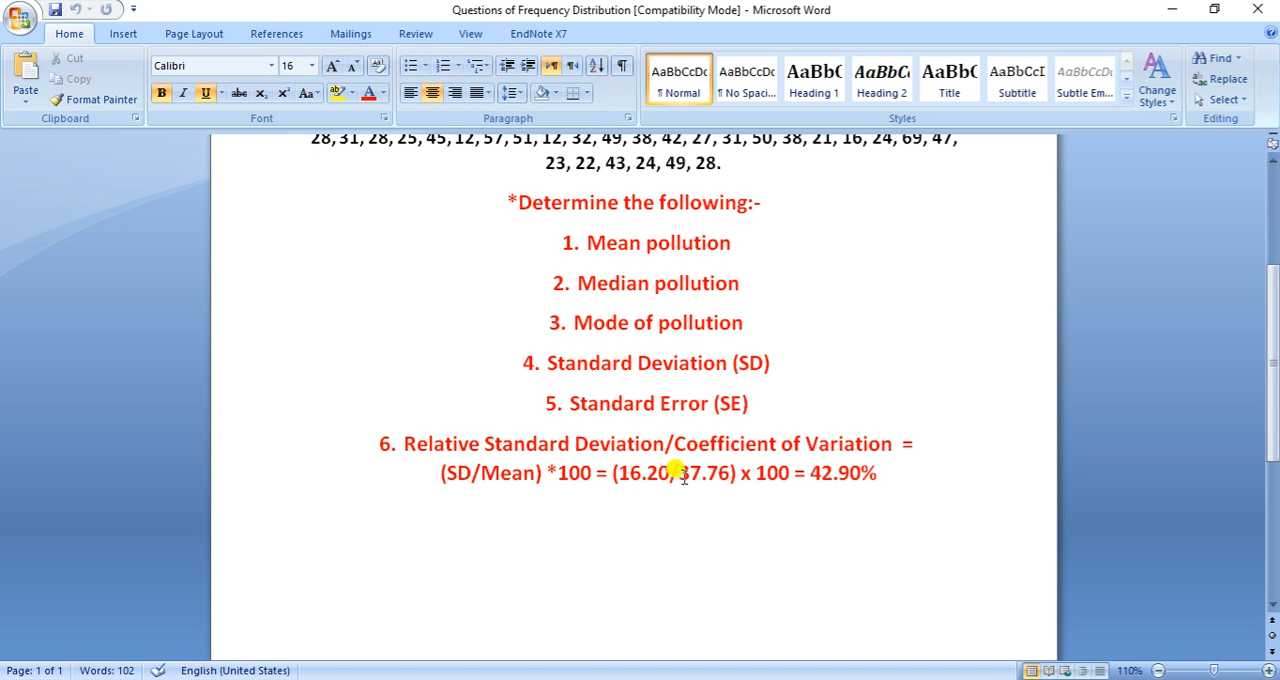 Questions of Frequency Distribution [Compatibility Mode] - Microsoft Word
Home Insert Page Layout References Mailings Review View EndNote X7
Cut
Copy
Format Painter
Paste
Clipboard
Calibri 16
B I U abc X₂ X² Aa
Font
Paragraph
AaBbCcDc AaBbCcDc AaBbC AaBbCc AaBbC AaBbCcI AaBbCcDc
¶ Normal ¶ No Spaci... Heading 1 Heading 2 Title Subtitle Subtle Em...
Change Styles
Styles
Find
Replace
Select
Editing
28, 31, 28, 25, 45, 12, 57, 51, 12, 32, 49, 38, 42, 27, 31, 50, 38, 21, 16, 24, 69, 47,
23, 22, 43, 24, 49, 28.
*Determine the following:-
1. Mean pollution
2. Median pollution
3. Mode of pollution
4. Standard Deviation (SD)
5. Standard Error (SE)
6. Relative Standard Deviation/Coefficient of Variation =
(SD/Mean) *100 = (16.20/37.76) x 100 = 42.90%
Page: 1 of 1 Words: 102 English (United States) 110%